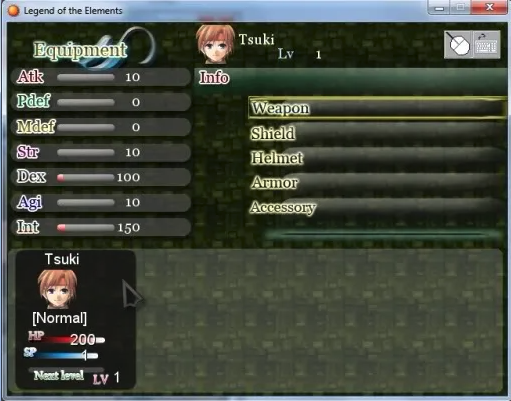 Legend of the Elements
Equipment
Tsuki
Lv 1
Info
Atk 10
Pdef 0
Mdef 0
Str 10
Dex 100
Agi 10
Int 150
Weapon
Shield
Helmet
Armor
Accessory
Tsuki
[Normal]
HP 200
SP
Next level LV 1